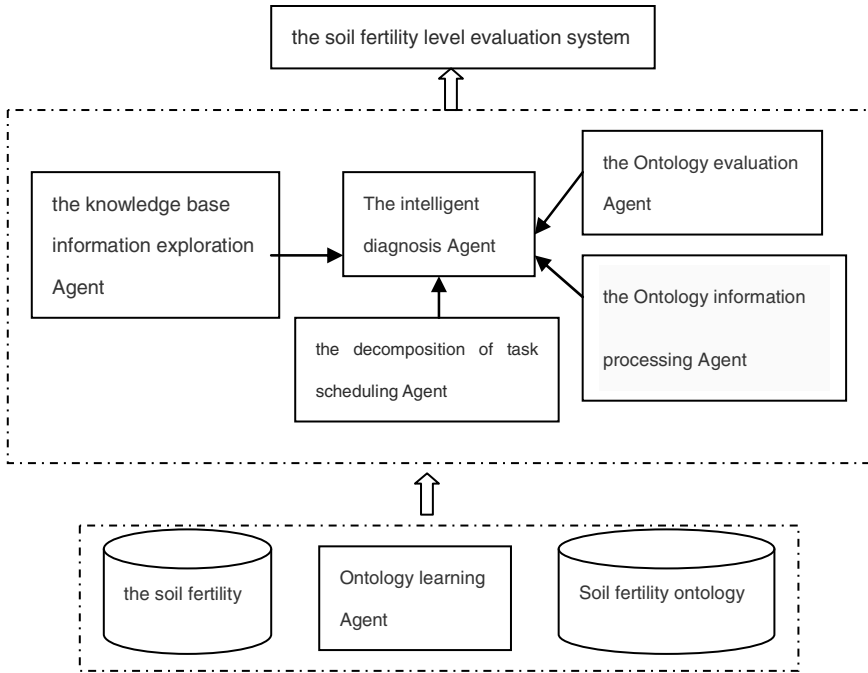 the soil fertility level evaluation system
the knowledge base
information exploration
Agent
The intelligent
diagnosis Agent
the Ontology evaluation
Agent
the Ontology information
processing Agent
the decomposition of task
scheduling Agent
the soil fertility
Ontology learning
Agent
Soil fertility ontology